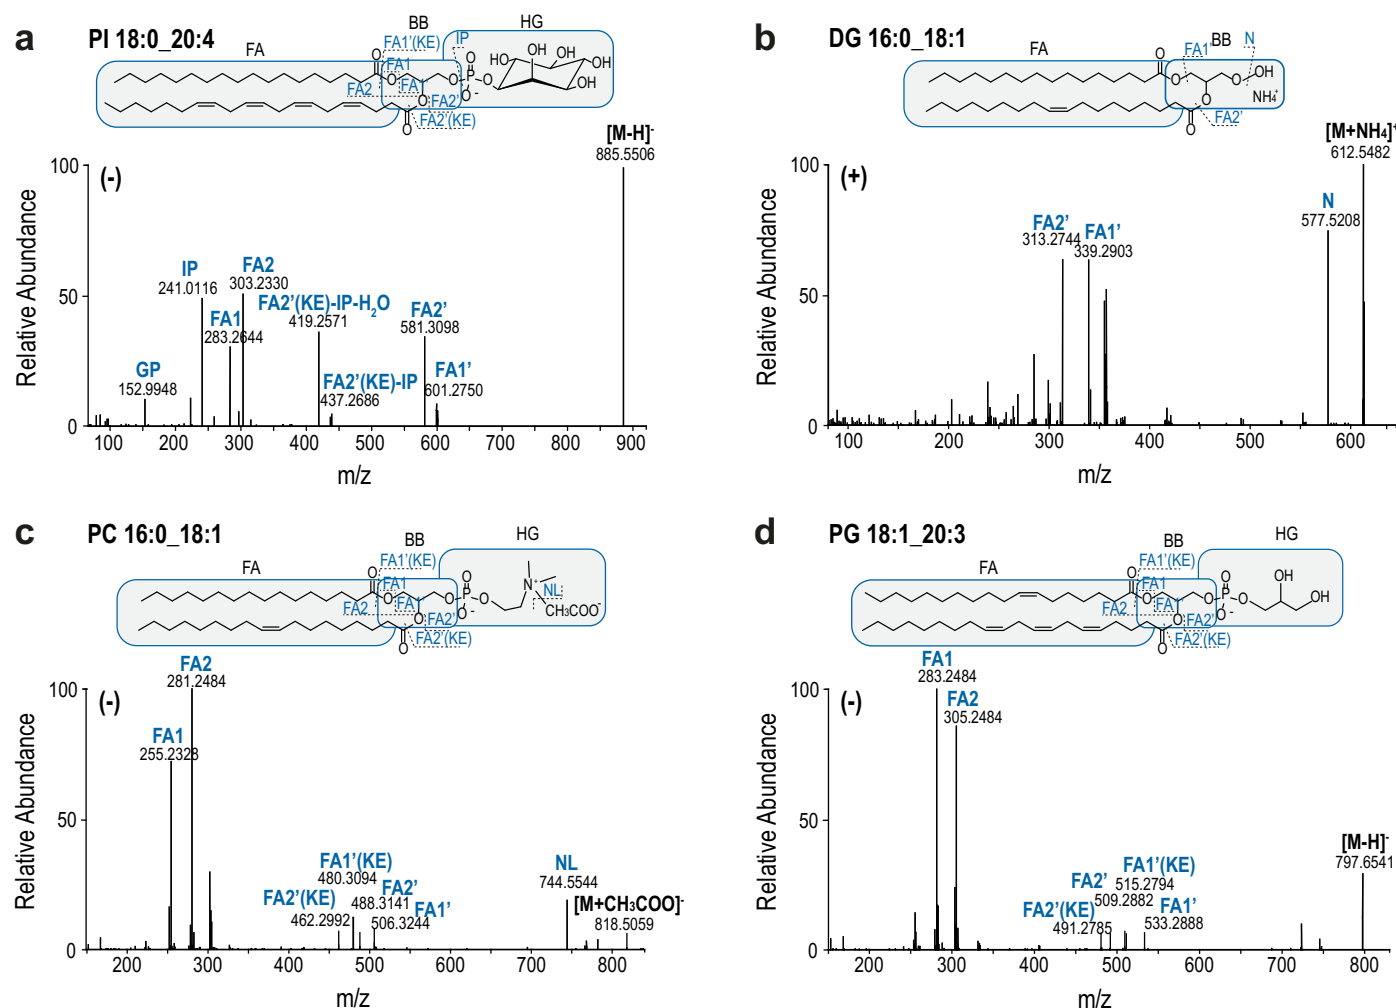 a
PI 18:0_20:4
FA
BB
HG
FA1'(KE)
IP
FA1
FA2
FA1'
FA2'
FA2'(KE)
O
O
O
O
O
P
O
O-
O
OH
HO
OH
OH
OH
OH
(-)
[M-H]-
885.5506
IP
241.0116
FA2
303.2330
FA1
283.2644
FA2'(KE)-IP-H2O
419.2571
FA2'
581.3098
GP
152.9948
FA2'(KE)-IP
437.2686
FA1'
601.2750
Relative Abundance
100
50
0
100 200 300 400 500 600 700 800 900
m/z
b
DG 16:0_18:1
FA
BB
FA1'
N
O
O
O
O
O
OH
NH4+
FA2'
(+)
[M+NH4]+
612.5482
N
577.5208
FA2'
313.2744
FA1'
339.2903
Relative Abundance
100
50
0
100 200 300 400 500 600
m/z
c
PC 16:0_18:1
FA
BB
HG
FA1'(KE)
FA1
FA2
FA1'
FA2'
FA2'(KE)
O
O
O
O
O
O
P
O-
O
N+
NL
CH3COO-
(-)
FA2
281.2484
FA1
255.2328
FA1'(KE)
480.3094
FA2'(KE)
462.2992
FA2'
488.3141
506.3244
FA1'
NL
744.5544
[M+CH3COO]-
818.5059
Relative Abundance
100
50
0
200 300 400 500 600 700 800
m/z
d
PG 18:1_20:3
FA
BB
HG
FA1'(KE)
FA1
FA2
FA1'
FA2'
FA2'(KE)
O
O
O
O
O
O
P
O-
O
OH
OH
(-)
FA1
283.2484
FA2
305.2484
[M-H]-
797.6541
FA1'(KE)
515.2794
FA2'
509.2882
FA2'(KE)
491.2785
FA1'
533.2888
Relative Abundance
100
50
0
200 300 400 500 600 700 800
m/z